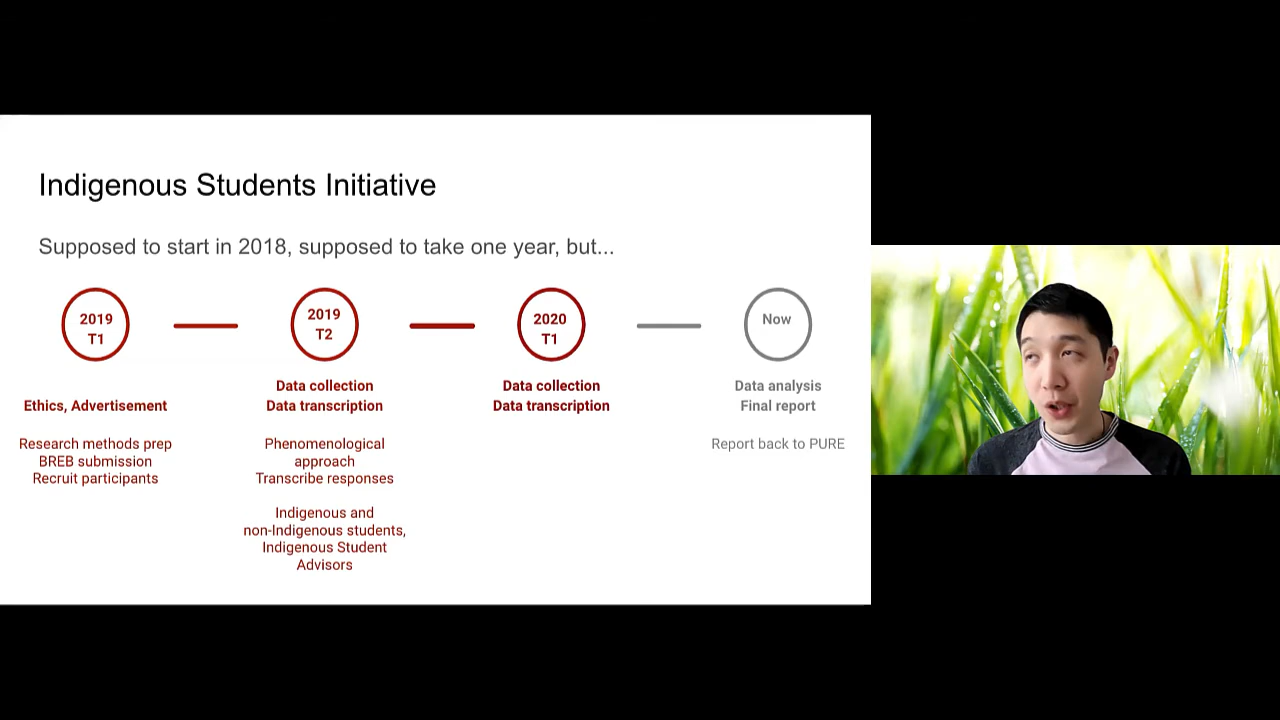 Indigenous Students Initiative
Supposed to start in 2018, supposed to take one year, but...
2019
T1
Ethics, Advertisement
Research methods prep
BREB submission
Recruit participants
2019
T2
Data collection
Data transcription
Phenomenological
approach
Transcribe responses
Indigenous and
non-Indigenous students,
Indigenous Student
Advisors
2020
T1
Data collection
Data transcription
Now
Data analysis
Final report
Report back to PURE